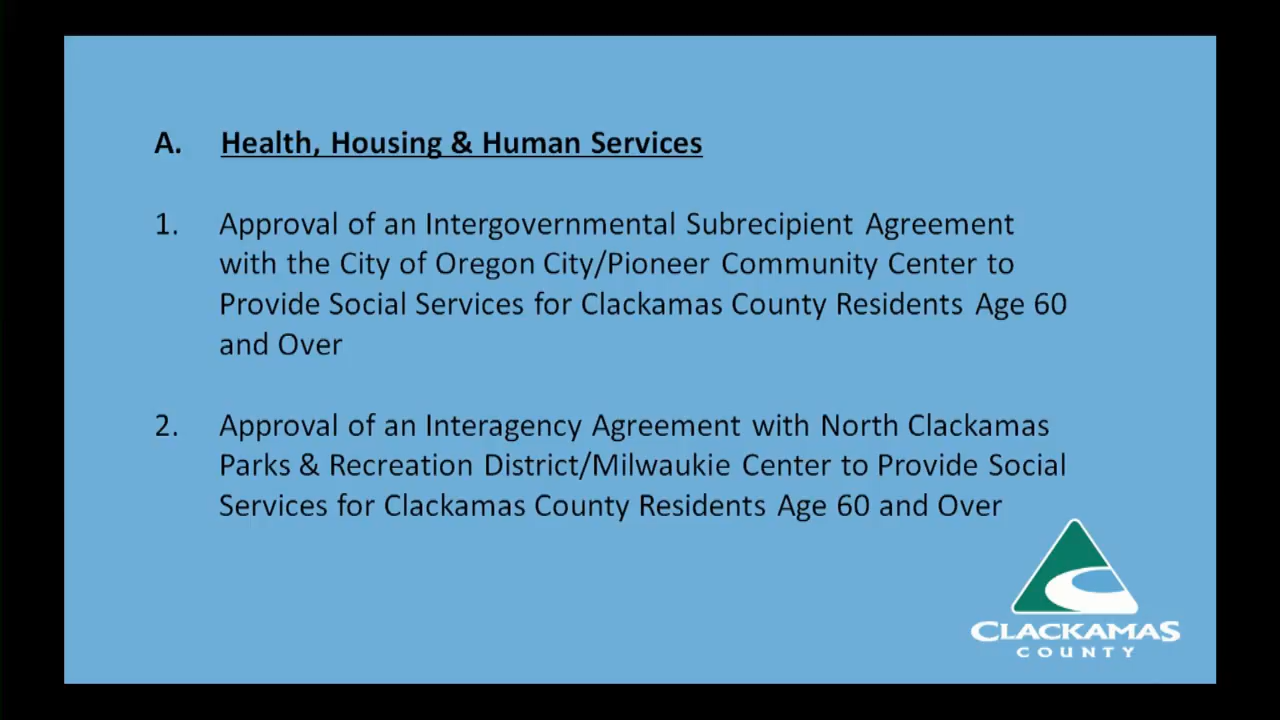 A. Health, Housing & Human Services
1. Approval of an Intergovernmental Subrecipient Agreement
with the City of Oregon City/Pioneer Community Center to
Provide Social Services for Clackamas County Residents Age 60
and Over
2. Approval of an Interagency Agreement with North Clackamas
Parks & Recreation District/Milwaukie Center to Provide Social
Services for Clackamas County Residents Age 60 and Over
CLACKAMAS
COUNTY